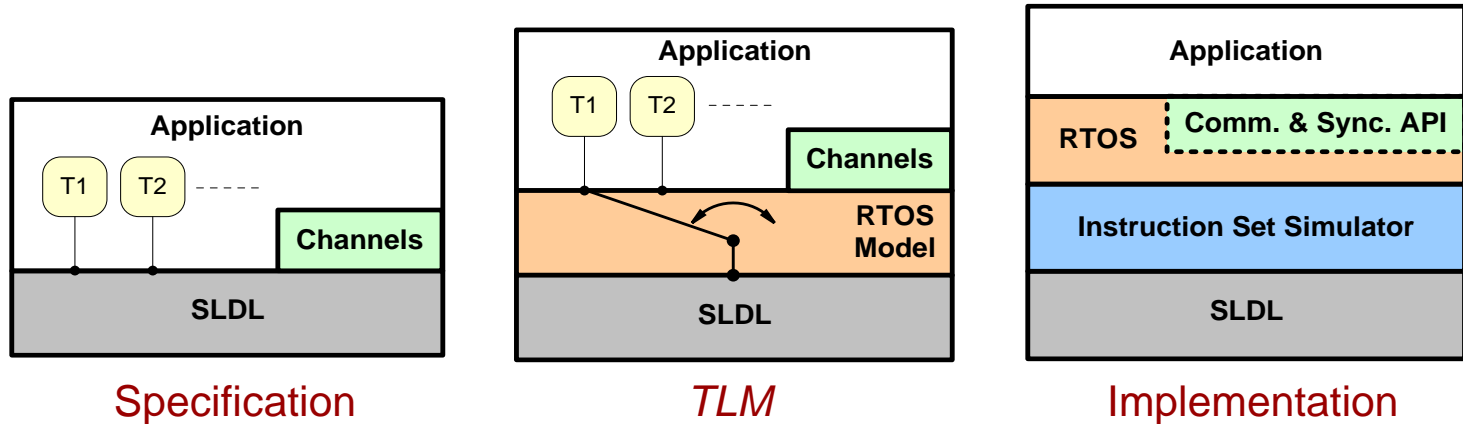 Application
T1
T2
Channels
SLDL
Specification
Application
T1
T2
Channels
RTOS
Model
SLDL
TLM
Application
RTOS
Comm. & Sync. API
Instruction Set Simulator
SLDL
Implementation